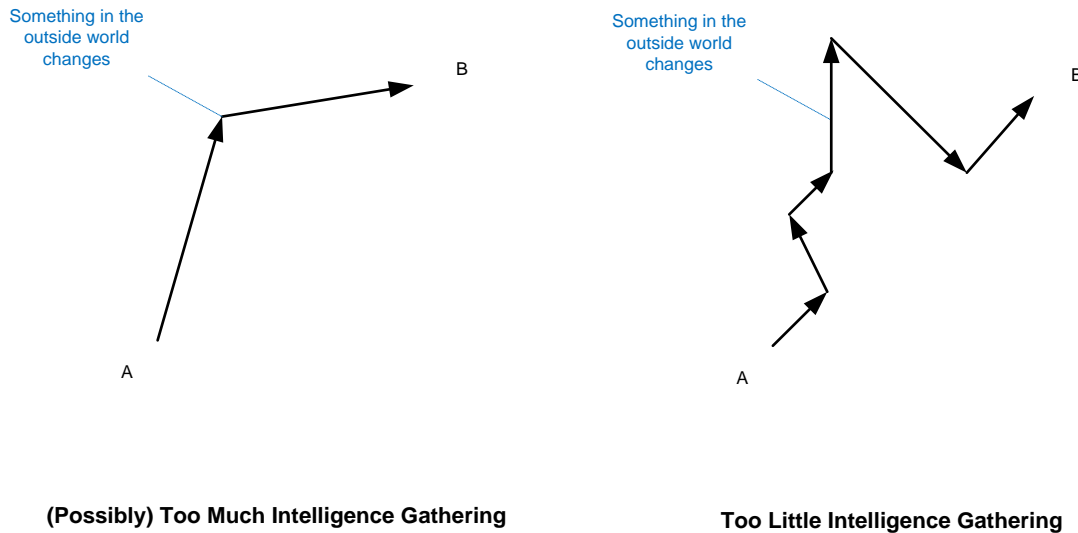 Something in the
outside world
changes
B
A
(Possibly) Too Much Intelligence Gathering
Something in the
outside world
changes
B
A
Too Little Intelligence Gathering